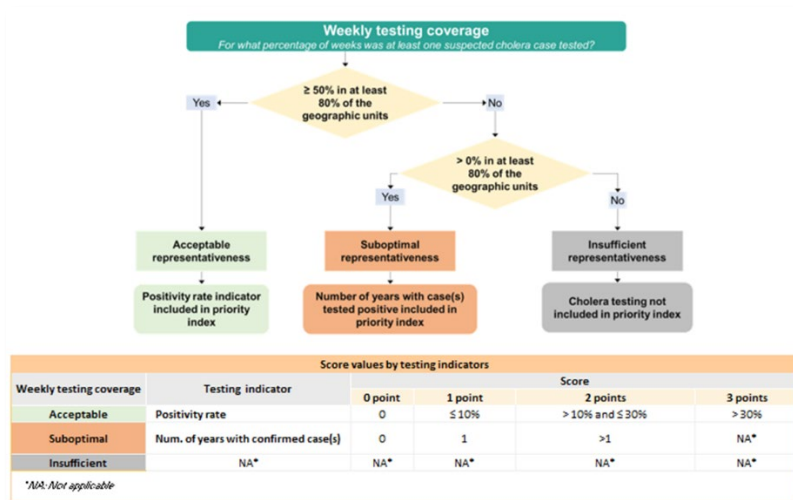 Weekly testing coverage
For what percentage of weeks was at least one suspected cholera case tested?
≥ 50% in at least
80% of the
geographic units
Yes
No
> 0% in at least
80% of the
geographic units
Yes
No
Acceptable
representativeness
Suboptimal
representativeness
Insufficient
representativeness
Positivity rate indicator
included in priority
index
Number of years with case(s)
tested positive included in
priority index
Cholera testing not
included in priority index
Score values by testing indicators
Weekly testing coverage Testing indicator Score
0 point 1 point 2 points 3 points
Acceptable Positivity rate 0 ≤10% >10% and ≤30% >30%
Suboptimal Num. of years with confirmed case(s) 0 1 >1 NA*
Insufficient NA* NA* NA* NA* NA*
*NA: Not applicable